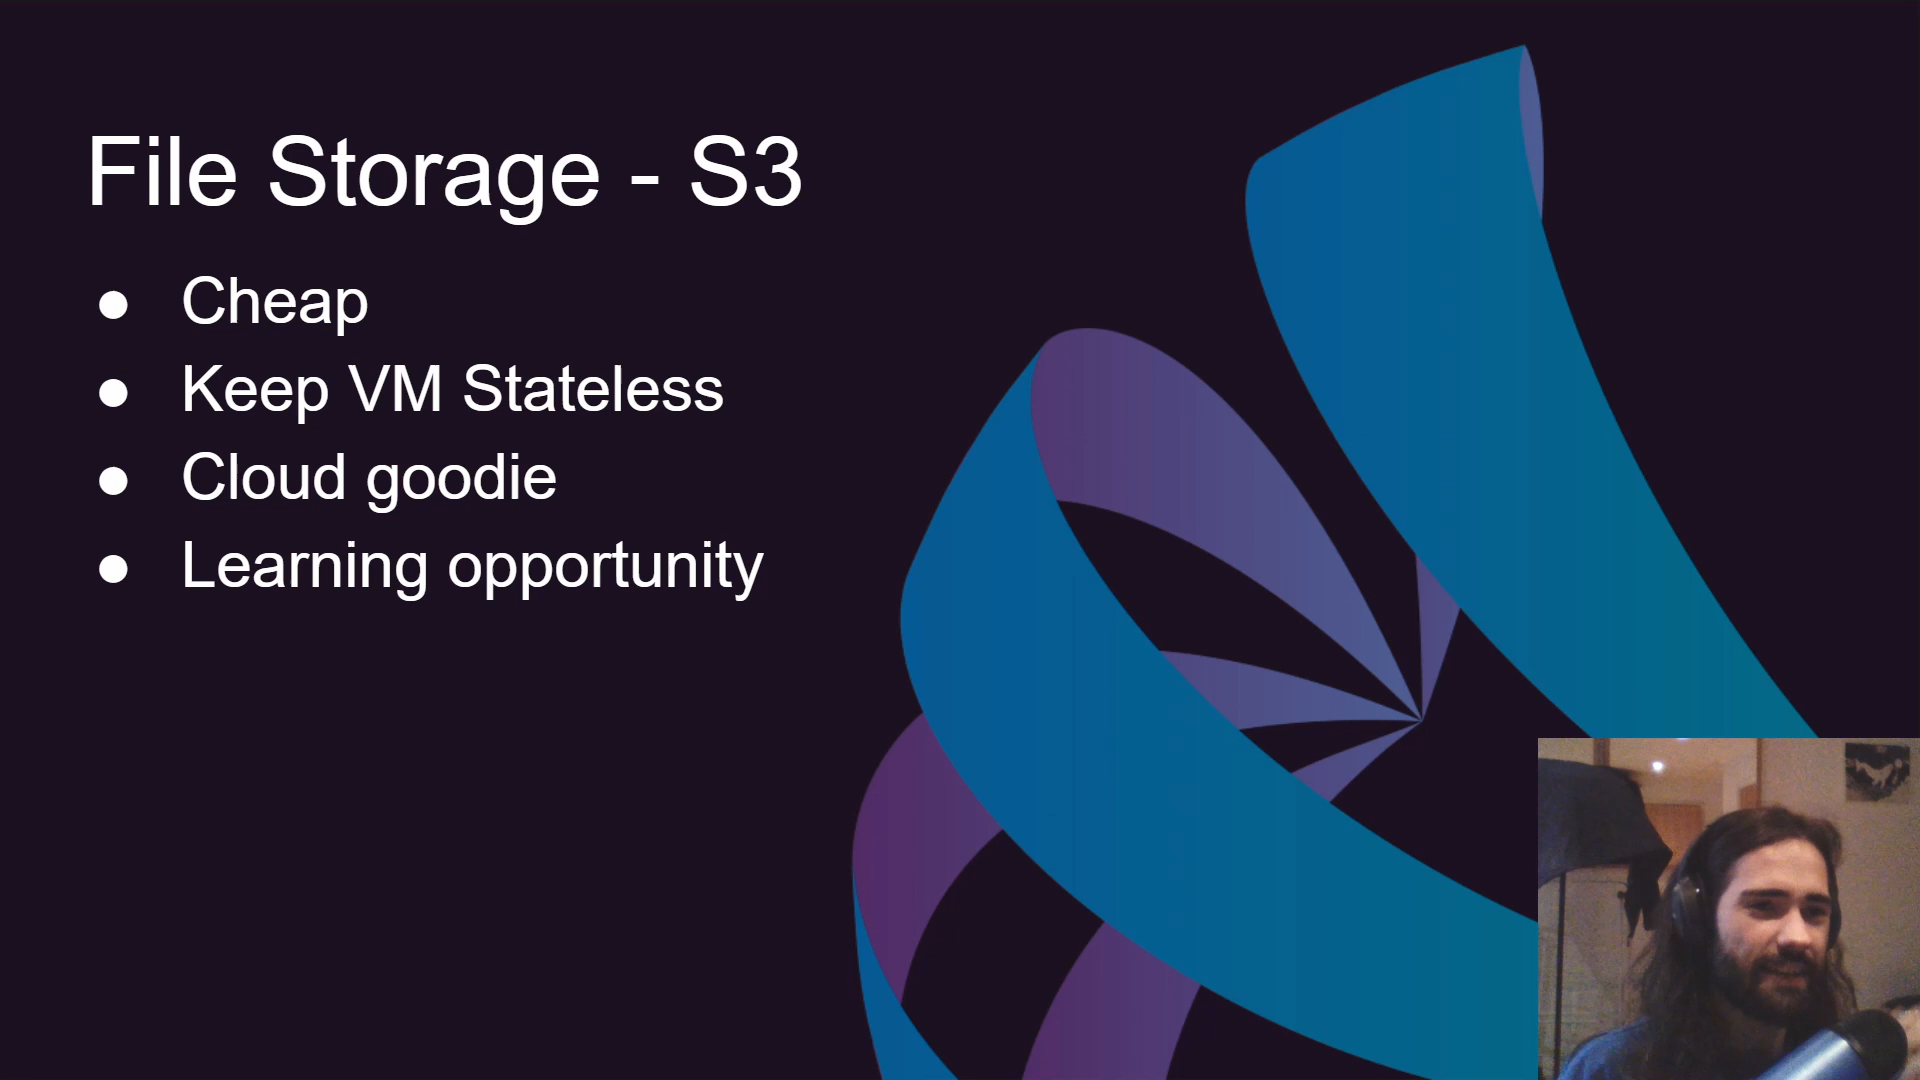 File Storage - S3
● Cheap
● Keep VM Stateless
● Cloud goodie
● Learning opportunity